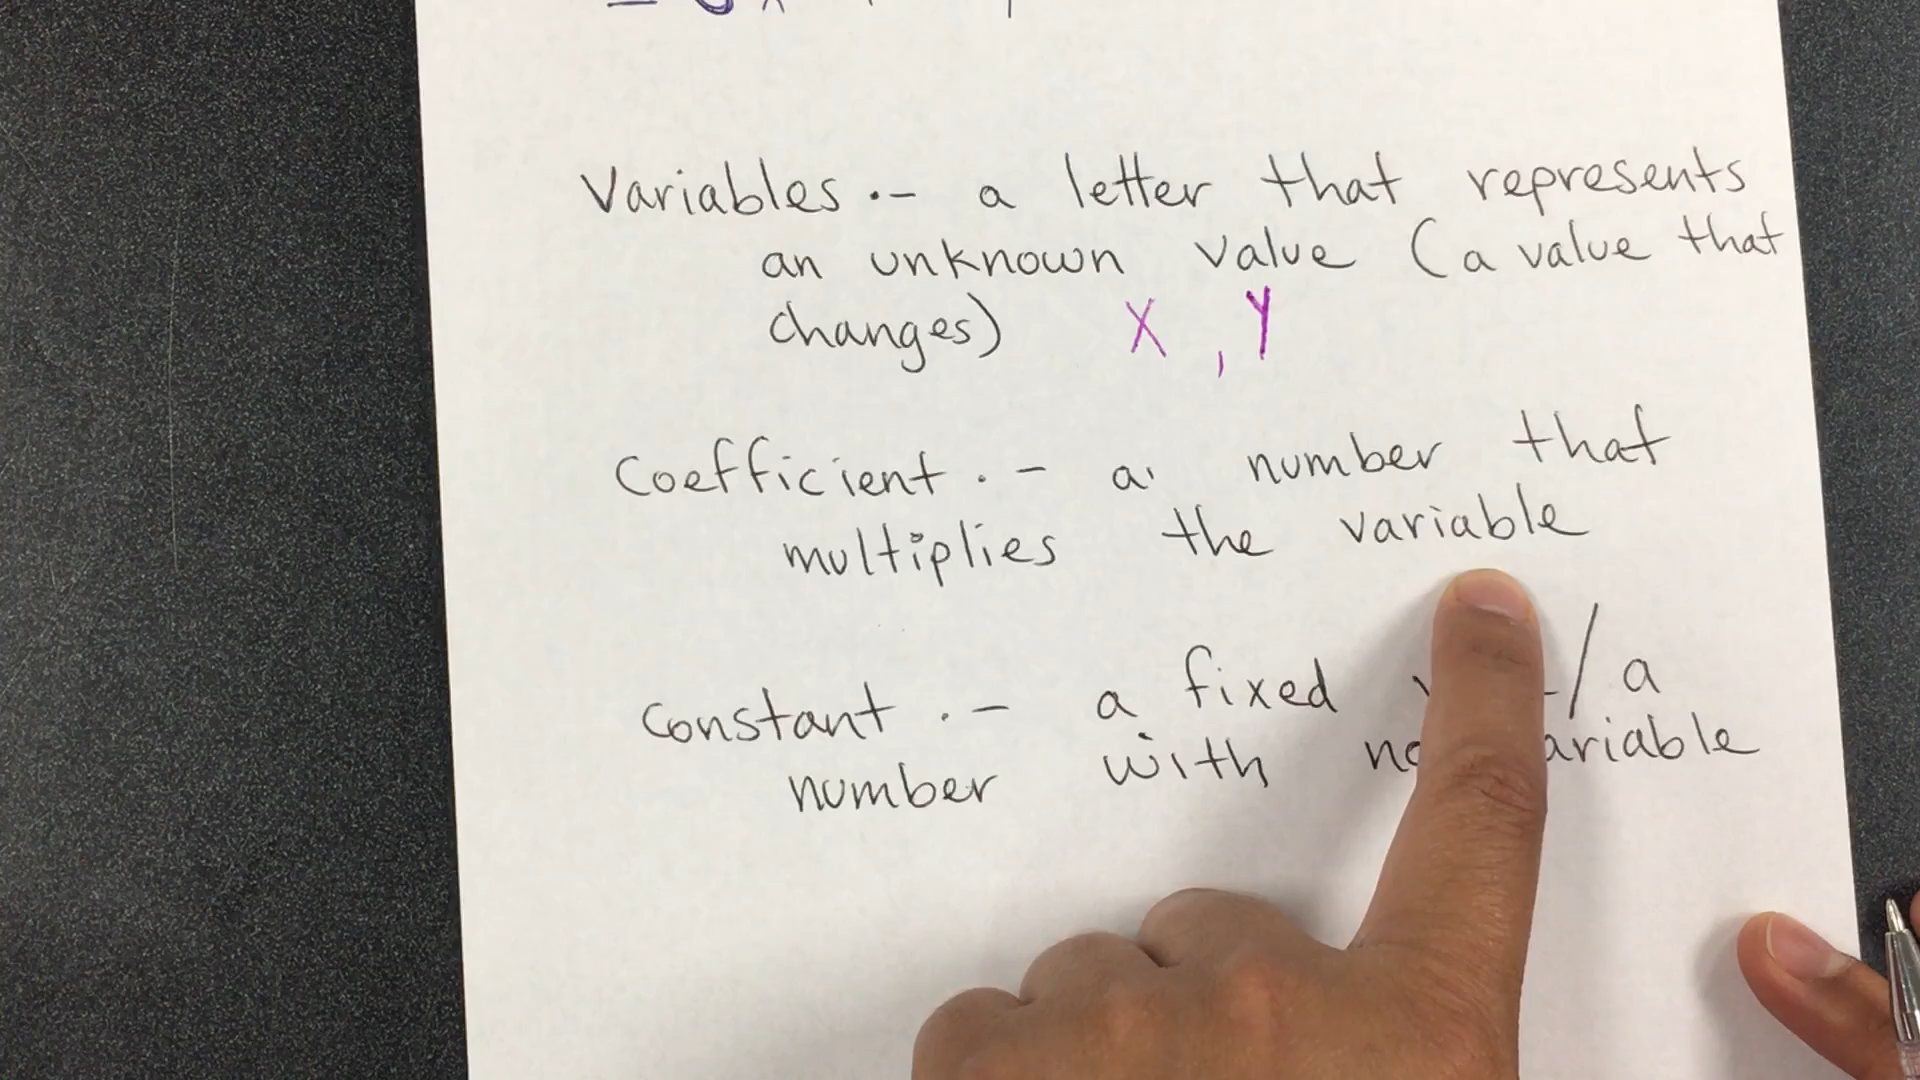 Variables .- a letter that represents
an unknown value (a value that
changes) X , Y
Coefficient .- a number that
multiplies the variable
Constant .- a fixed / a
number with